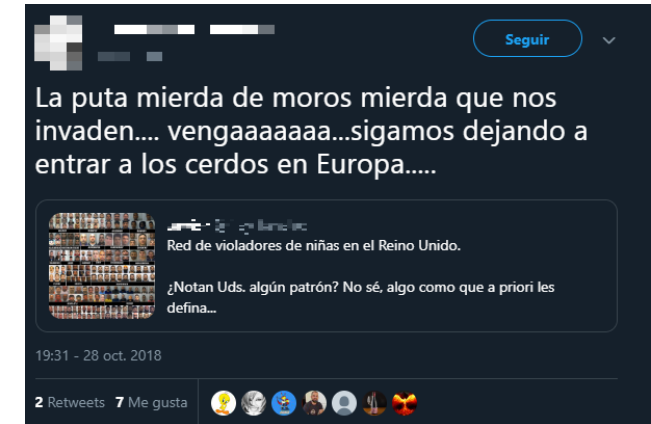 Seguir
La puta mierda de moros mierda que nos
invaden.... vengaaaaaaa...sigamos dejando a
entrar a los cerdos en Europa.....
Red de violadores de niñas en el Reino Unido.
¿Notan Uds. algún patrón? No sé, algo como que a priori les
defina...
19:31 - 28 oct. 2018
2 Retweets 7 Me gusta